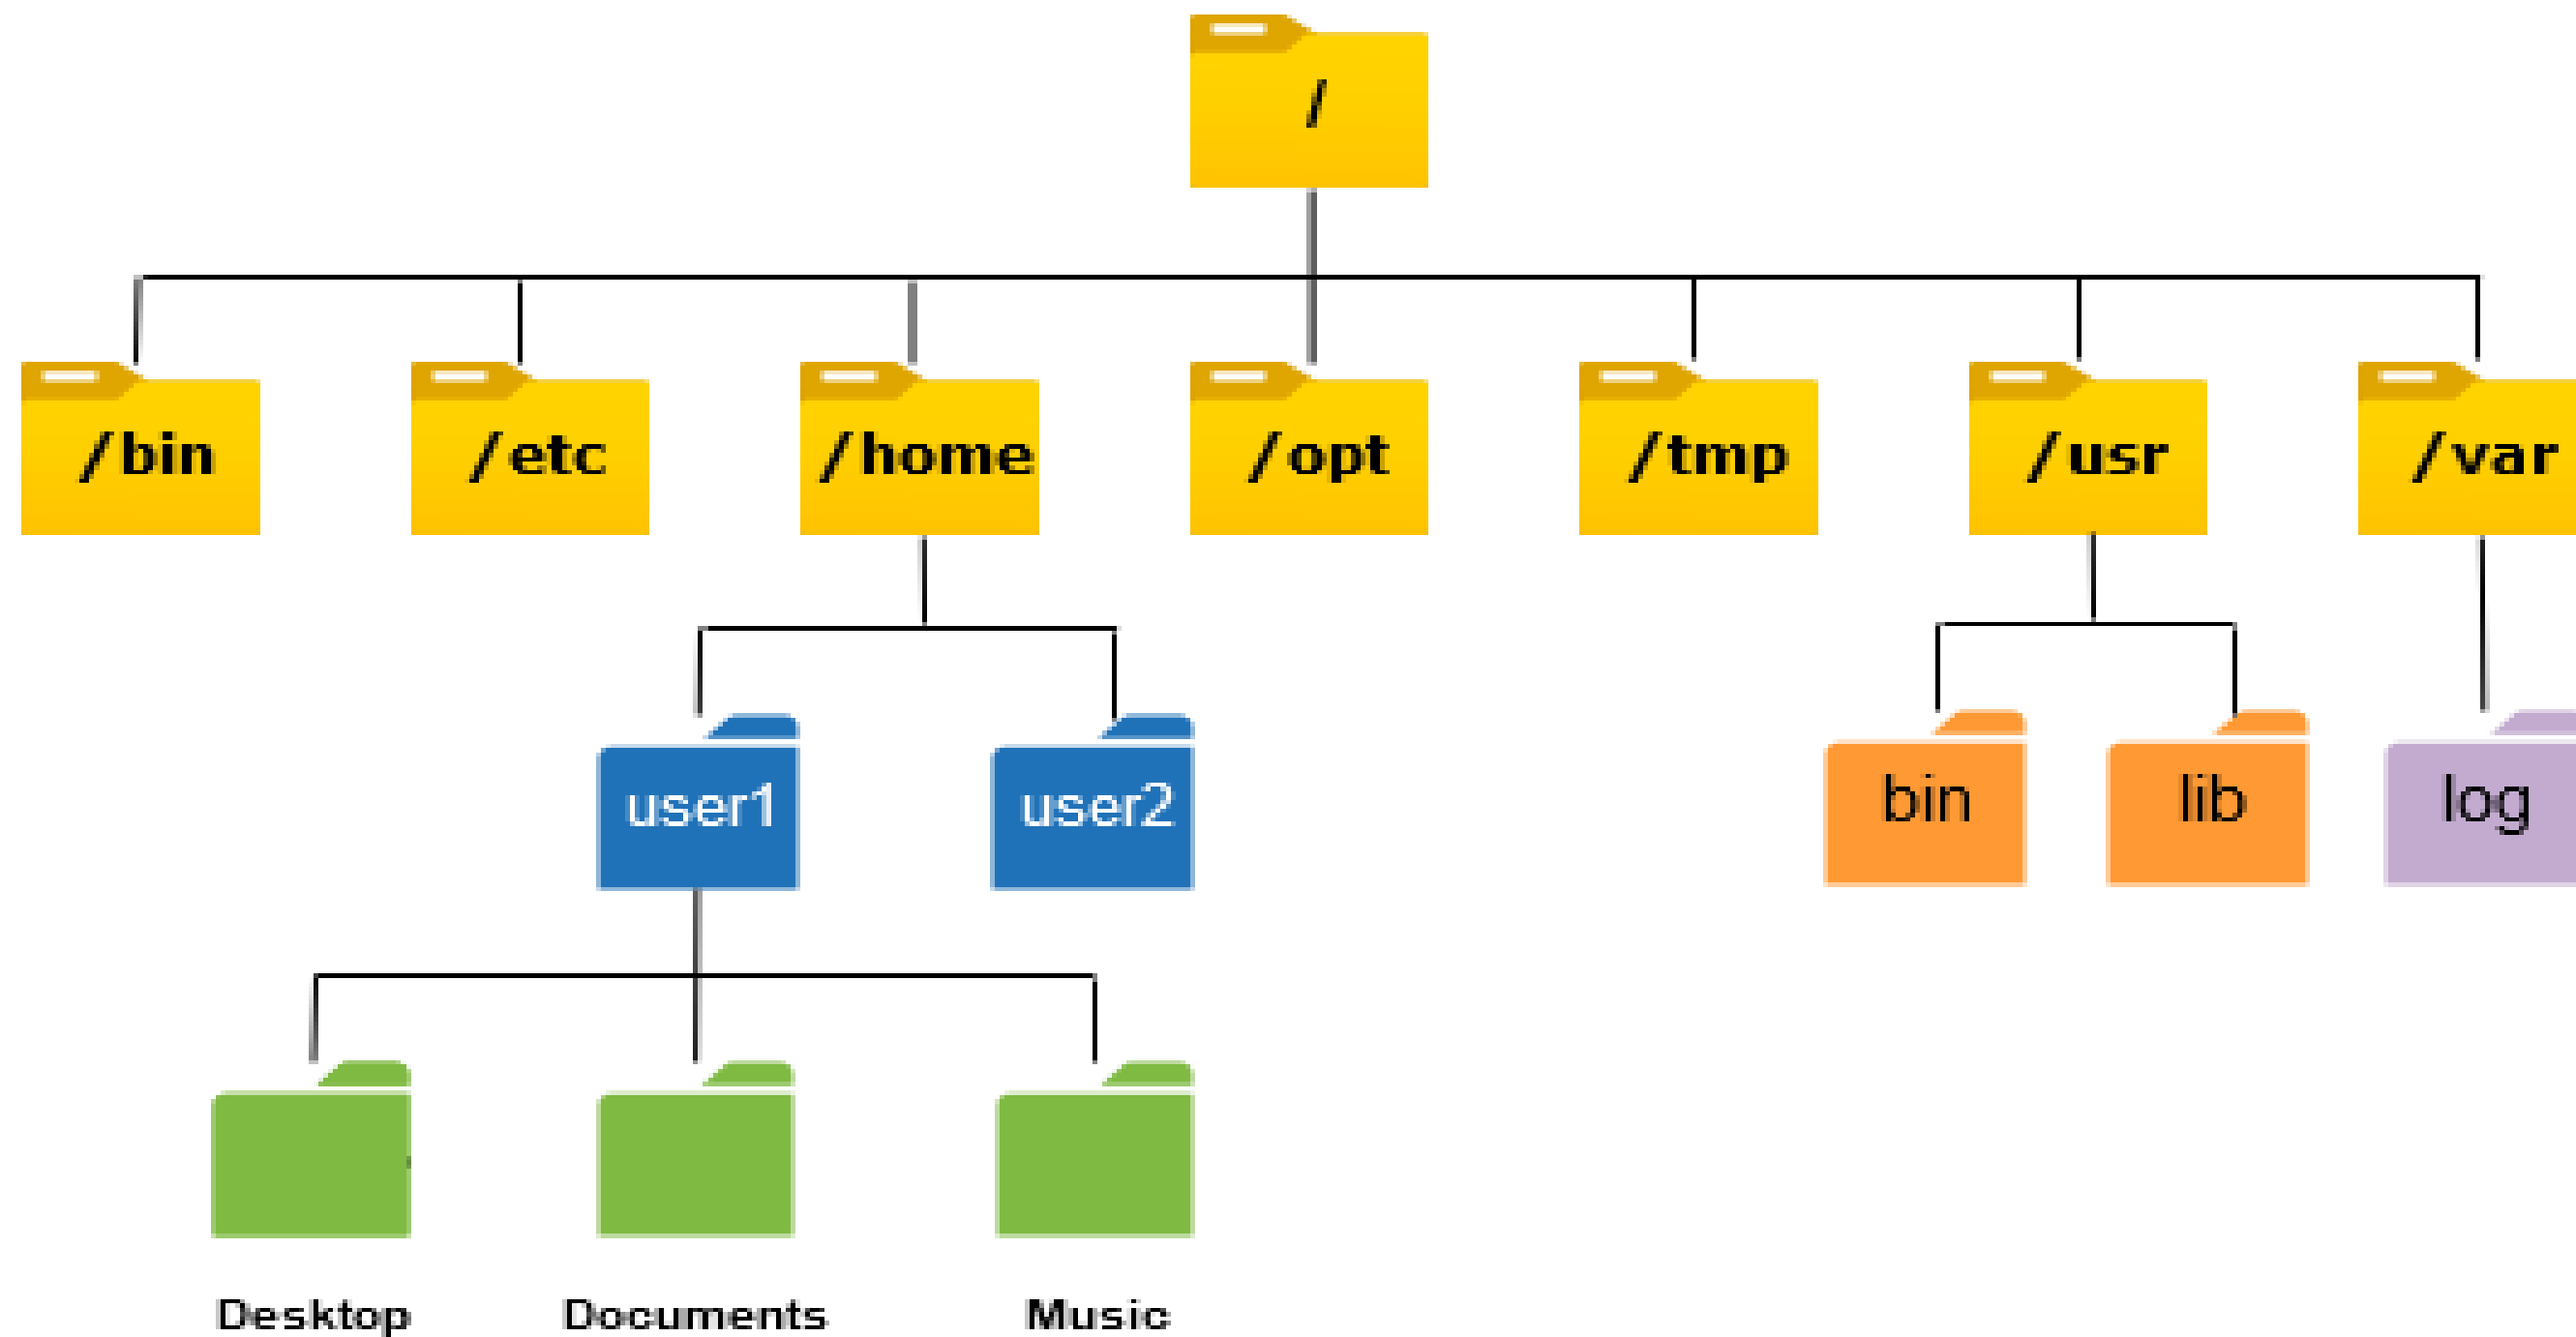 /
/bin /etc /home /opt /tmp /usr /var
user1 user2 bin lib log
Desktop Documents Music